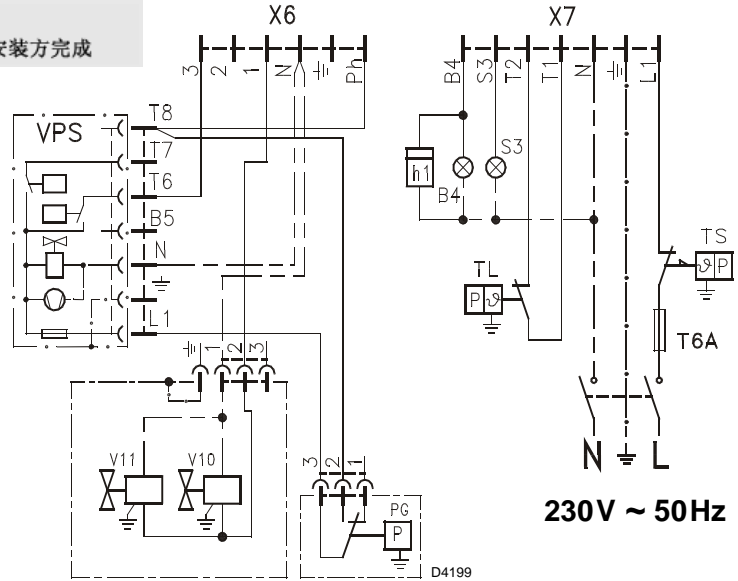 安装方完成
X6
X7
3
2
1
N
Ph
B4
S3
T2
T1
N
L1
VPS
T8
T7
T6
B5
N
L1
h1
B4
S3
TL
P
TS
P
T6A
1
2
3
V11
V10
3
2
1
PG
P
N
L
230V ~ 50Hz
D4199